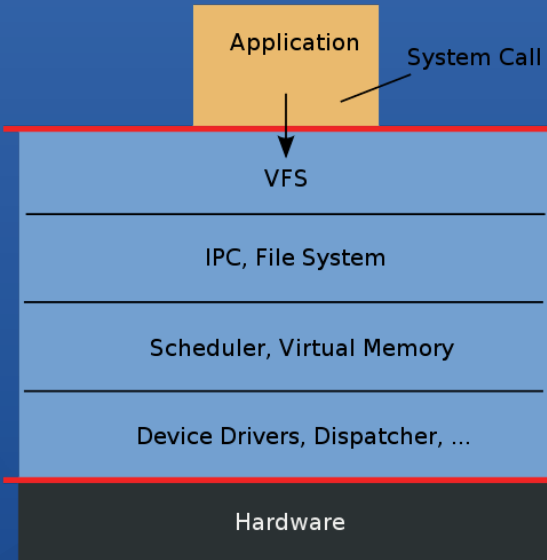 Application
System Call
VFS
IPC, File System
Scheduler, Virtual Memory
Device Drivers, Dispatcher, ...
Hardware